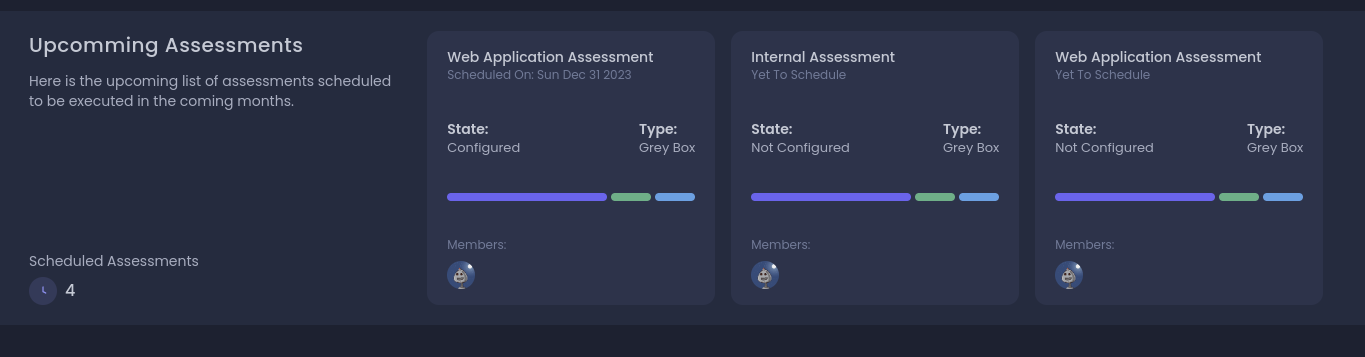 Upcomming Assessments
Here is the upcoming list of assessments scheduled
to be executed in the coming months.
Scheduled Assessments
4
Web Application Assessment
Scheduled On: Sun Dec 31 2023
State:
Configured
Type:
Grey Box
Members:
Internal Assessment
Yet To Schedule
State:
Not Configured
Type:
Grey Box
Members:
Web Application Assessment
Yet To Schedule
State:
Not Configured
Type:
Grey Box
Members: